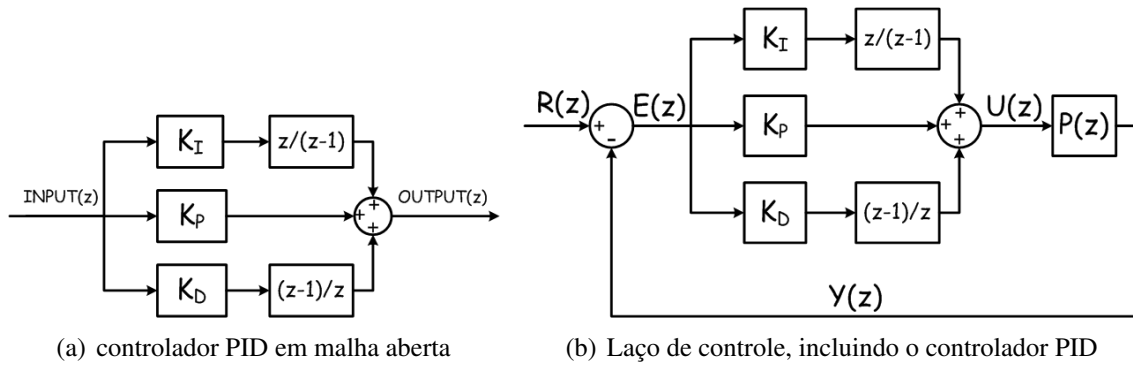 K_I
z/(z-1)
INPUT(z)
K_P
+
+
+
OUTPUT(z)
K_D
(z-1)/z
(a) controlador PID em malha aberta
K_I
z/(z-1)
R(z)
+
-
E(z)
K_P
+
+
+
U(z)
P(z)
K_D
(z-1)/z
Y(z)
(b) Laço de controle, incluindo o controlador PID